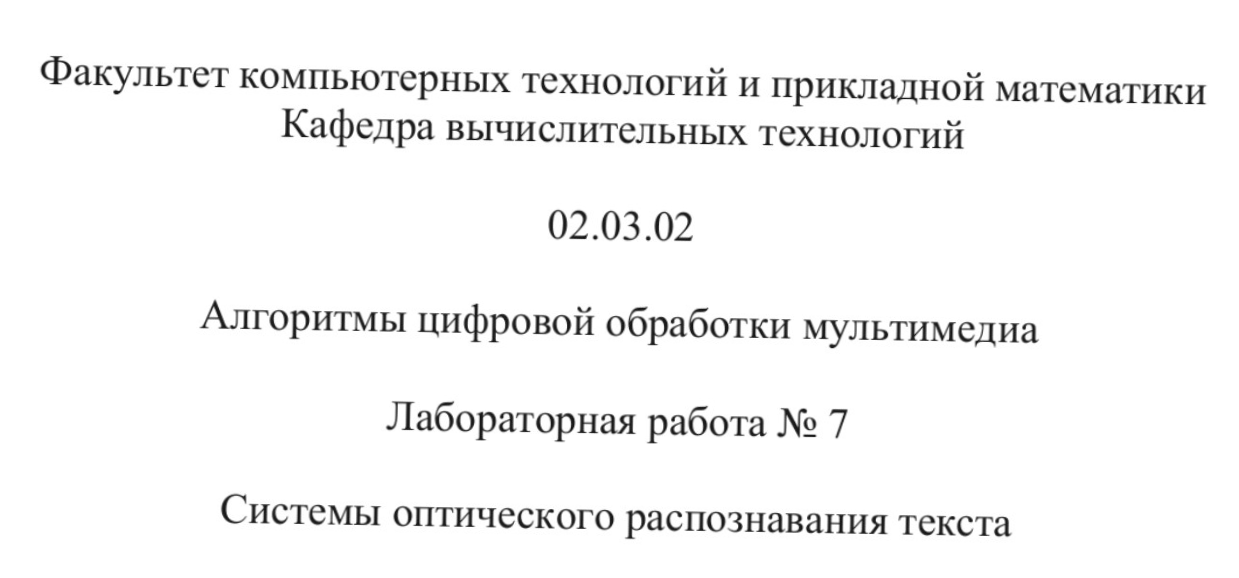 Факультет компьютерных технологий и прикладной математики
Кафедра вычислительных технологий
02.03.02
Алгоритмы цифровой обработки мультимедиа
Лабораторная работа № 7
Системы оптического распознавания текста